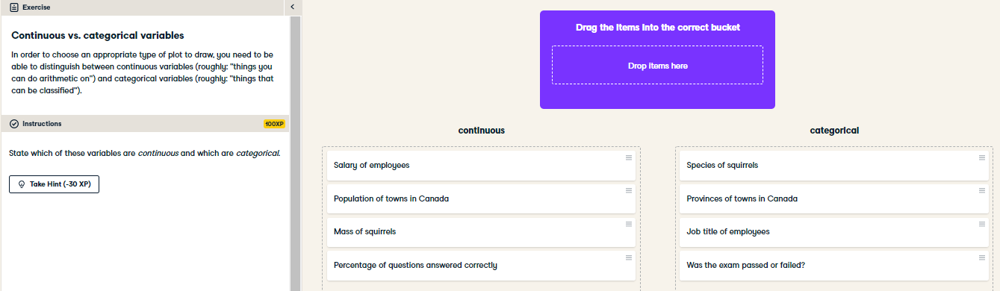 Exercise
Continuous vs. categorical variables
In order to choose an appropriate type of plot to draw, you need to be
able to distinguish between continuous variables (roughly: "things you
can do arithmetic on") and categorical variables (roughly: "things that
can be classified").
Instructions
100XP
State which of these variables are continuous and which are categorical.
Take Hint (-30 XP)
Drag the items into the correct bucket
Drop items here
continuous
Salary of employees
Population of towns in Canada
Mass of squirrels
Percentage of questions answered correctly
categorical
Species of squirrels
Provinces of towns in Canada
Job title of employees
Was the exam passed or failed?